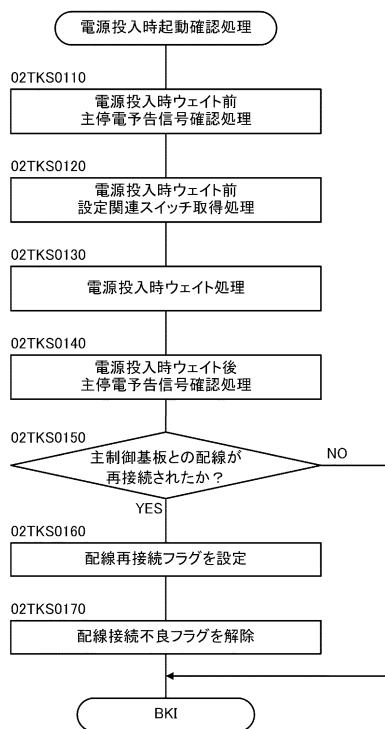 電源投入時起動確認処理
02TKS0110
電源投入時ウェイト前
主停電予告信号確認処理
02TKS0120
電源投入時ウェイト前
設定関連スイッチ取得処理
02TKS0130
電源投入時ウェイト処理
02TKS0140
電源投入時ウェイト後
主停電予告信号確認処理
02TKS0150
主制御基板との配線が
再接続されたか？
NO
YES
02TKS0160
配線再接続フラグを設定
02TKS0170
配線接続不良フラグを解除
BKI